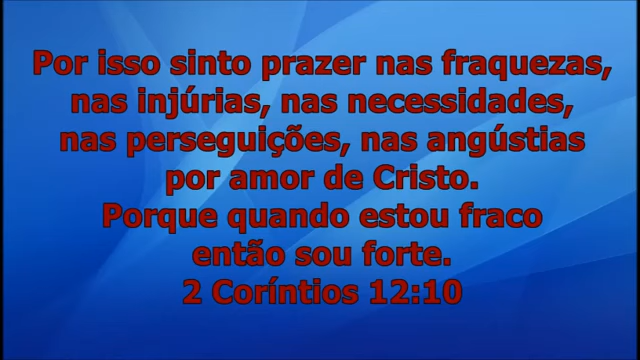 Por isso sinto prazer nas fraquezas,
nas injúrias, nas necessidades,
nas perseguições, nas angústias
por amor de Cristo.
Porque quando estou fraco
então sou forte.
2 Coríntios 12:10